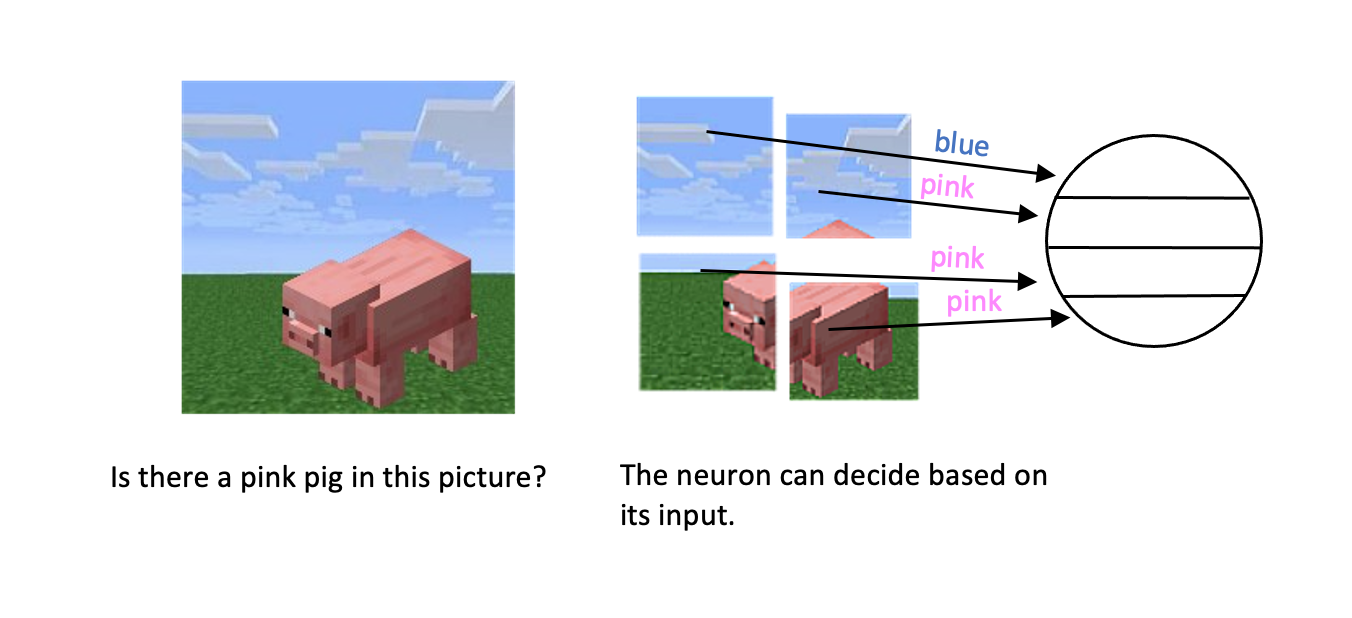 blue
pink
pink
pink
Is there a pink pig in this picture?
The neuron can decide based on
its input.